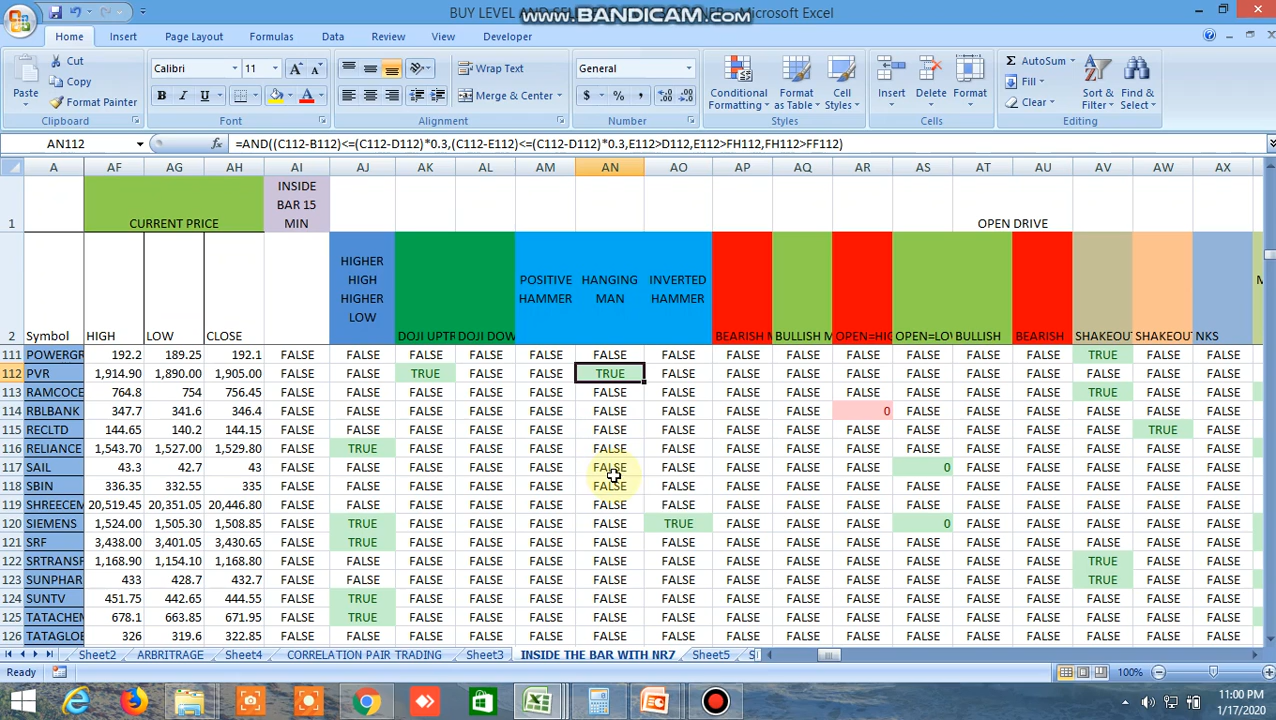 BUY LEVEL AND SE
www.BANDICAM.com
Microsoft Excel
Home Insert Page Layout Formulas Data Review View Developer
Cut
Copy
Format Painter
Paste
Clipboard
Calibri 11
B I U
Font
Wrap Text
Merge & Center
Alignment
General
$ % ,
Number
Conditional Formatting
Format as Table
Cell Styles
Styles
Insert Delete Format
Cells
Σ AutoSum
Fill
Clear
Sort & Filter
Find & Select
Editing
AN112 fx =AND((C112-B112)<=(C112-D112)*0.3,(C112-E112)<=(C112-D112)*0.3,E112>D112,E112>FH112,FH112>FF112)
A AF AG AH AI AJ AK AL AM AN AO AP AQ AR AS AT AU AV AW AX
1 CURRENT PRICE INSIDE BAR 15 MIN OPEN DRIVE
2 Symbol HIGH LOW CLOSE HIGHER HIGH HIGHER LOW DOJI UPTR DOJI DOW POSITIVE HAMMER HANGING MAN INVERTED HAMMER BEARISH M BULLISH M OPEN=HIG OPEN=LOV BULLISH BEARISH SHAKEOUT SHAKEOUT NKS M
111 POWERGR 192.2 189.25 192.1 FALSE FALSE FALSE FALSE FALSE FALSE FALSE FALSE FALSE FALSE FALSE FALSE FALSE TRUE FALSE FALSE
112 PVR 1,914.90 1,890.00 1,905.00 FALSE FALSE TRUE FALSE FALSE TRUE FALSE FALSE FALSE FALSE FALSE FALSE FALSE FALSE FALSE FALSE
113 RAMCOCE 764.8 754 756.45 FALSE FALSE FALSE FALSE FALSE FALSE FALSE FALSE FALSE FALSE FALSE FALSE FALSE TRUE FALSE FALSE
114 RBLBANK 347.7 341.6 346.4 FALSE FALSE FALSE FALSE FALSE FALSE FALSE FALSE FALSE 0 FALSE FALSE FALSE FALSE FALSE FALSE
115 RECLTD 144.65 140.2 144.2 FALSE FALSE FALSE FALSE FALSE FALSE FALSE FALSE FALSE FALSE FALSE FALSE FALSE FALSE TRUE FALSE
116 RELIANCE 1,543.70 1,527.00 1,529.80 FALSE TRUE FALSE FALSE FALSE FALSE FALSE FALSE FALSE FALSE FALSE FALSE FALSE FALSE FALSE FALSE
117 SAIL 43.3 42.7 43 FALSE FALSE FALSE FALSE FALSE FALSE FALSE FALSE FALSE FALSE 0 FALSE FALSE FALSE FALSE FALSE
118 SBIN 336.35 332.55 335 FALSE FALSE FALSE FALSE FALSE FALSE FALSE FALSE FALSE FALSE FALSE FALSE FALSE FALSE FALSE FALSE
119 SHREECEM 20,519.45 20,351.05 20,446.80 FALSE FALSE FALSE FALSE FALSE FALSE FALSE FALSE FALSE FALSE FALSE FALSE FALSE FALSE FALSE FALSE
120 SIEMENS 1,524.00 1,505.30 1,508.85 FALSE TRUE FALSE FALSE FALSE FALSE TRUE FALSE FALSE FALSE 0 FALSE FALSE FALSE FALSE FALSE
121 SRF 3,438.00 3,401.05 3,430.65 FALSE TRUE FALSE FALSE FALSE FALSE FALSE FALSE FALSE FALSE FALSE FALSE FALSE FALSE FALSE FALSE
122 SRTRANSF 1,168.90 1,154.10 1,168.80 FALSE FALSE FALSE FALSE FALSE FALSE FALSE FALSE FALSE FALSE FALSE FALSE FALSE TRUE FALSE FALSE
123 SUNPHAR 433 428.7 432.7 FALSE FALSE FALSE FALSE FALSE FALSE FALSE FALSE FALSE FALSE FALSE FALSE FALSE TRUE FALSE FALSE
124 SUNTV 451.75 442.65 444.55 FALSE TRUE FALSE FALSE FALSE FALSE FALSE FALSE FALSE FALSE FALSE FALSE FALSE FALSE FALSE FALSE
125 TATACHEM 678.1 663.8 671.95 FALSE TRUE FALSE FALSE FALSE FALSE FALSE FALSE FALSE FALSE FALSE FALSE FALSE FALSE FALSE FALSE
126 TATAGLOB 326 319.6 322.85 FALSE FALSE FALSE FALSE FALSE FALSE FALSE FALSE FALSE FALSE FALSE FALSE FALSE FALSE FALSE FALSE
Sheet2 ARBITRAGE Sheet4 CORRELATION PAIR TRADING Sheet3 INSIDE THE BAR WITH NR7 Sheet5 S
Ready 100%
11:00 PM
1/17/2020